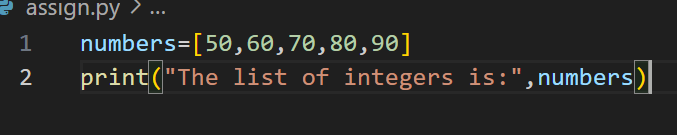 assign.py > ...
1 numbers=[50,60,70,80,90]
2 print("The list of integers is:",numbers)